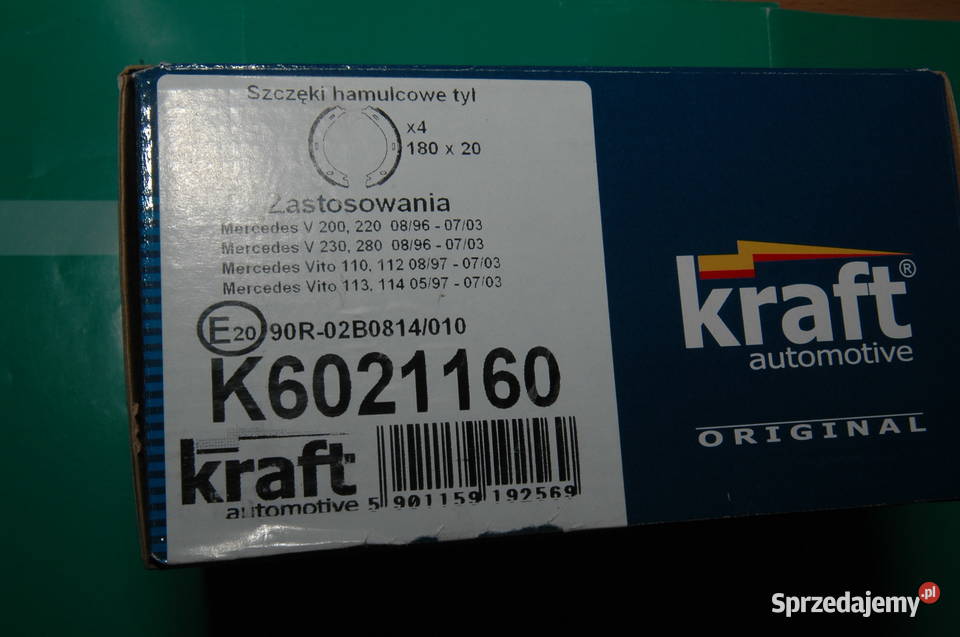 Szczęki hamulcowe tył
x4
180 x 20
Zastosowania
Mercedes V 200, 220 08/96 - 07/03
Mercedes V 230, 280 08/96 - 07/03
Mercedes Vito 110, 112 08/97 - 07/03
Mercedes Vito 113, 114 05/97 - 07/03
E20 90R-02B0814/010
K6021160
kraft
automotive
5 901159 192569
kraft®
automotive
ORIGINAL
Sprzedajemy.pl